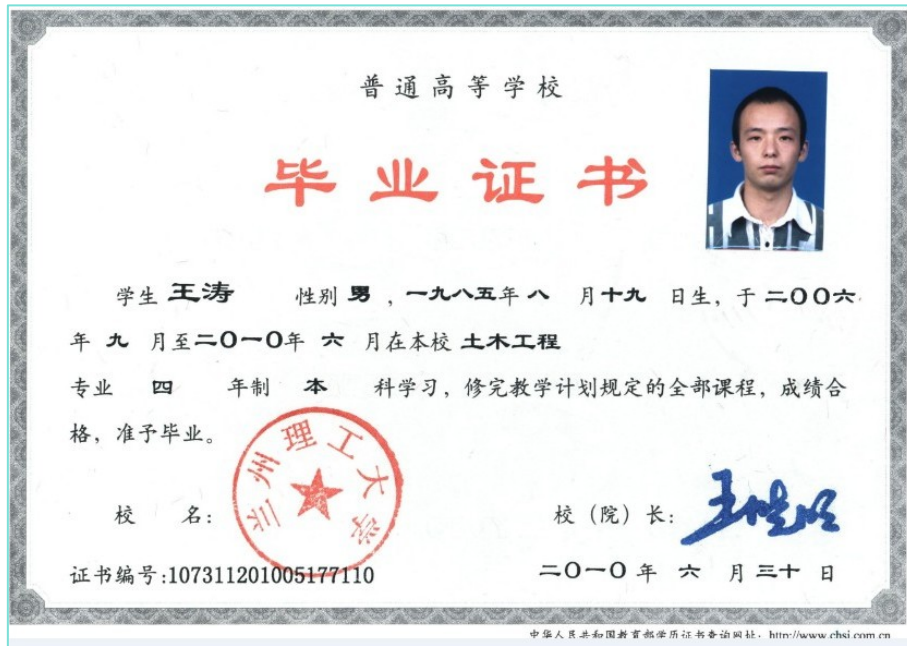 普通高等学校
毕业证书
学生 王涛 性别 男 ，一九八五年 八 月十九 日生，于 二〇〇六
年 九 月至二〇一〇年 六 月在本校 土木工程
专业 四 年制 本 科学习，修完教学计划规定的全部课程，成绩合
格，准予毕业。
兰州理工大学
校 名： 校（院）长：
证书编号:107311201005177110 二〇一〇 年 六 月 三十 日
中华人民共和国教育部学历证书查询网址：http://www.chsi.com.cn